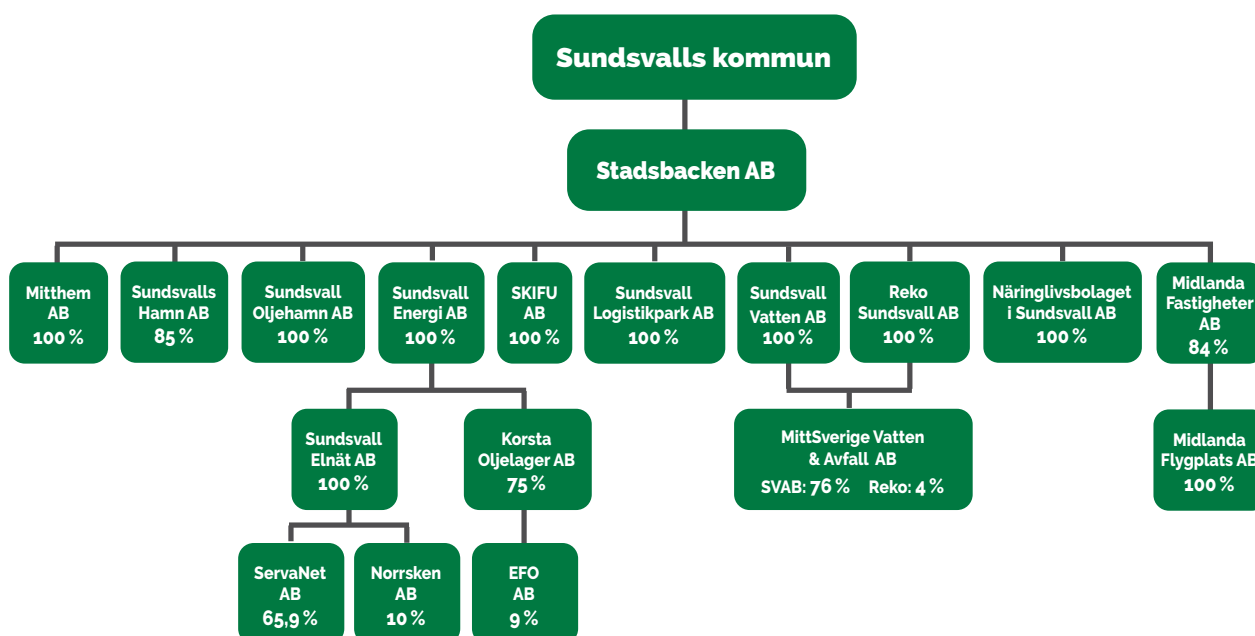 Sundsvalls kommun
Stadsbacken AB
Mitthem
AB
100 %
Sundsvalls
Hamn AB
85 %
Sundsvall
Oljehamn AB
100 %
Sundsvall
Energi AB
100 %
SKIFU
AB
100 %
Sundsvall
Logistikpark AB
100 %
Sundsvall
Vatten AB
100 %
Reko
Sundsvall AB
100 %
Näringlivsbolaget
i Sundsvall AB
100 %
Midlanda
Fastigheter
AB
84 %
Sundsvall
Elnät AB
100 %
Korsta
Oljelager AB
75 %
MittSverige Vatten
& Avfall AB
SVAB: 76 % Reko: 4 %
Midlanda
Flygplats AB
100 %
ServaNet
AB
65,9 %
Norrsken
AB
10 %
EFO
AB
9 %